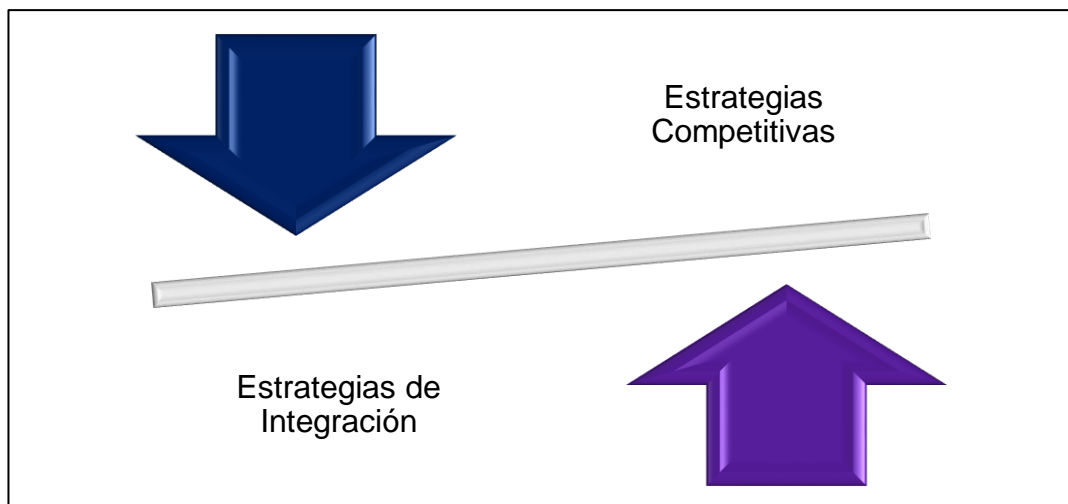 Estrategias
Competitivas
Estrategias de
Integración